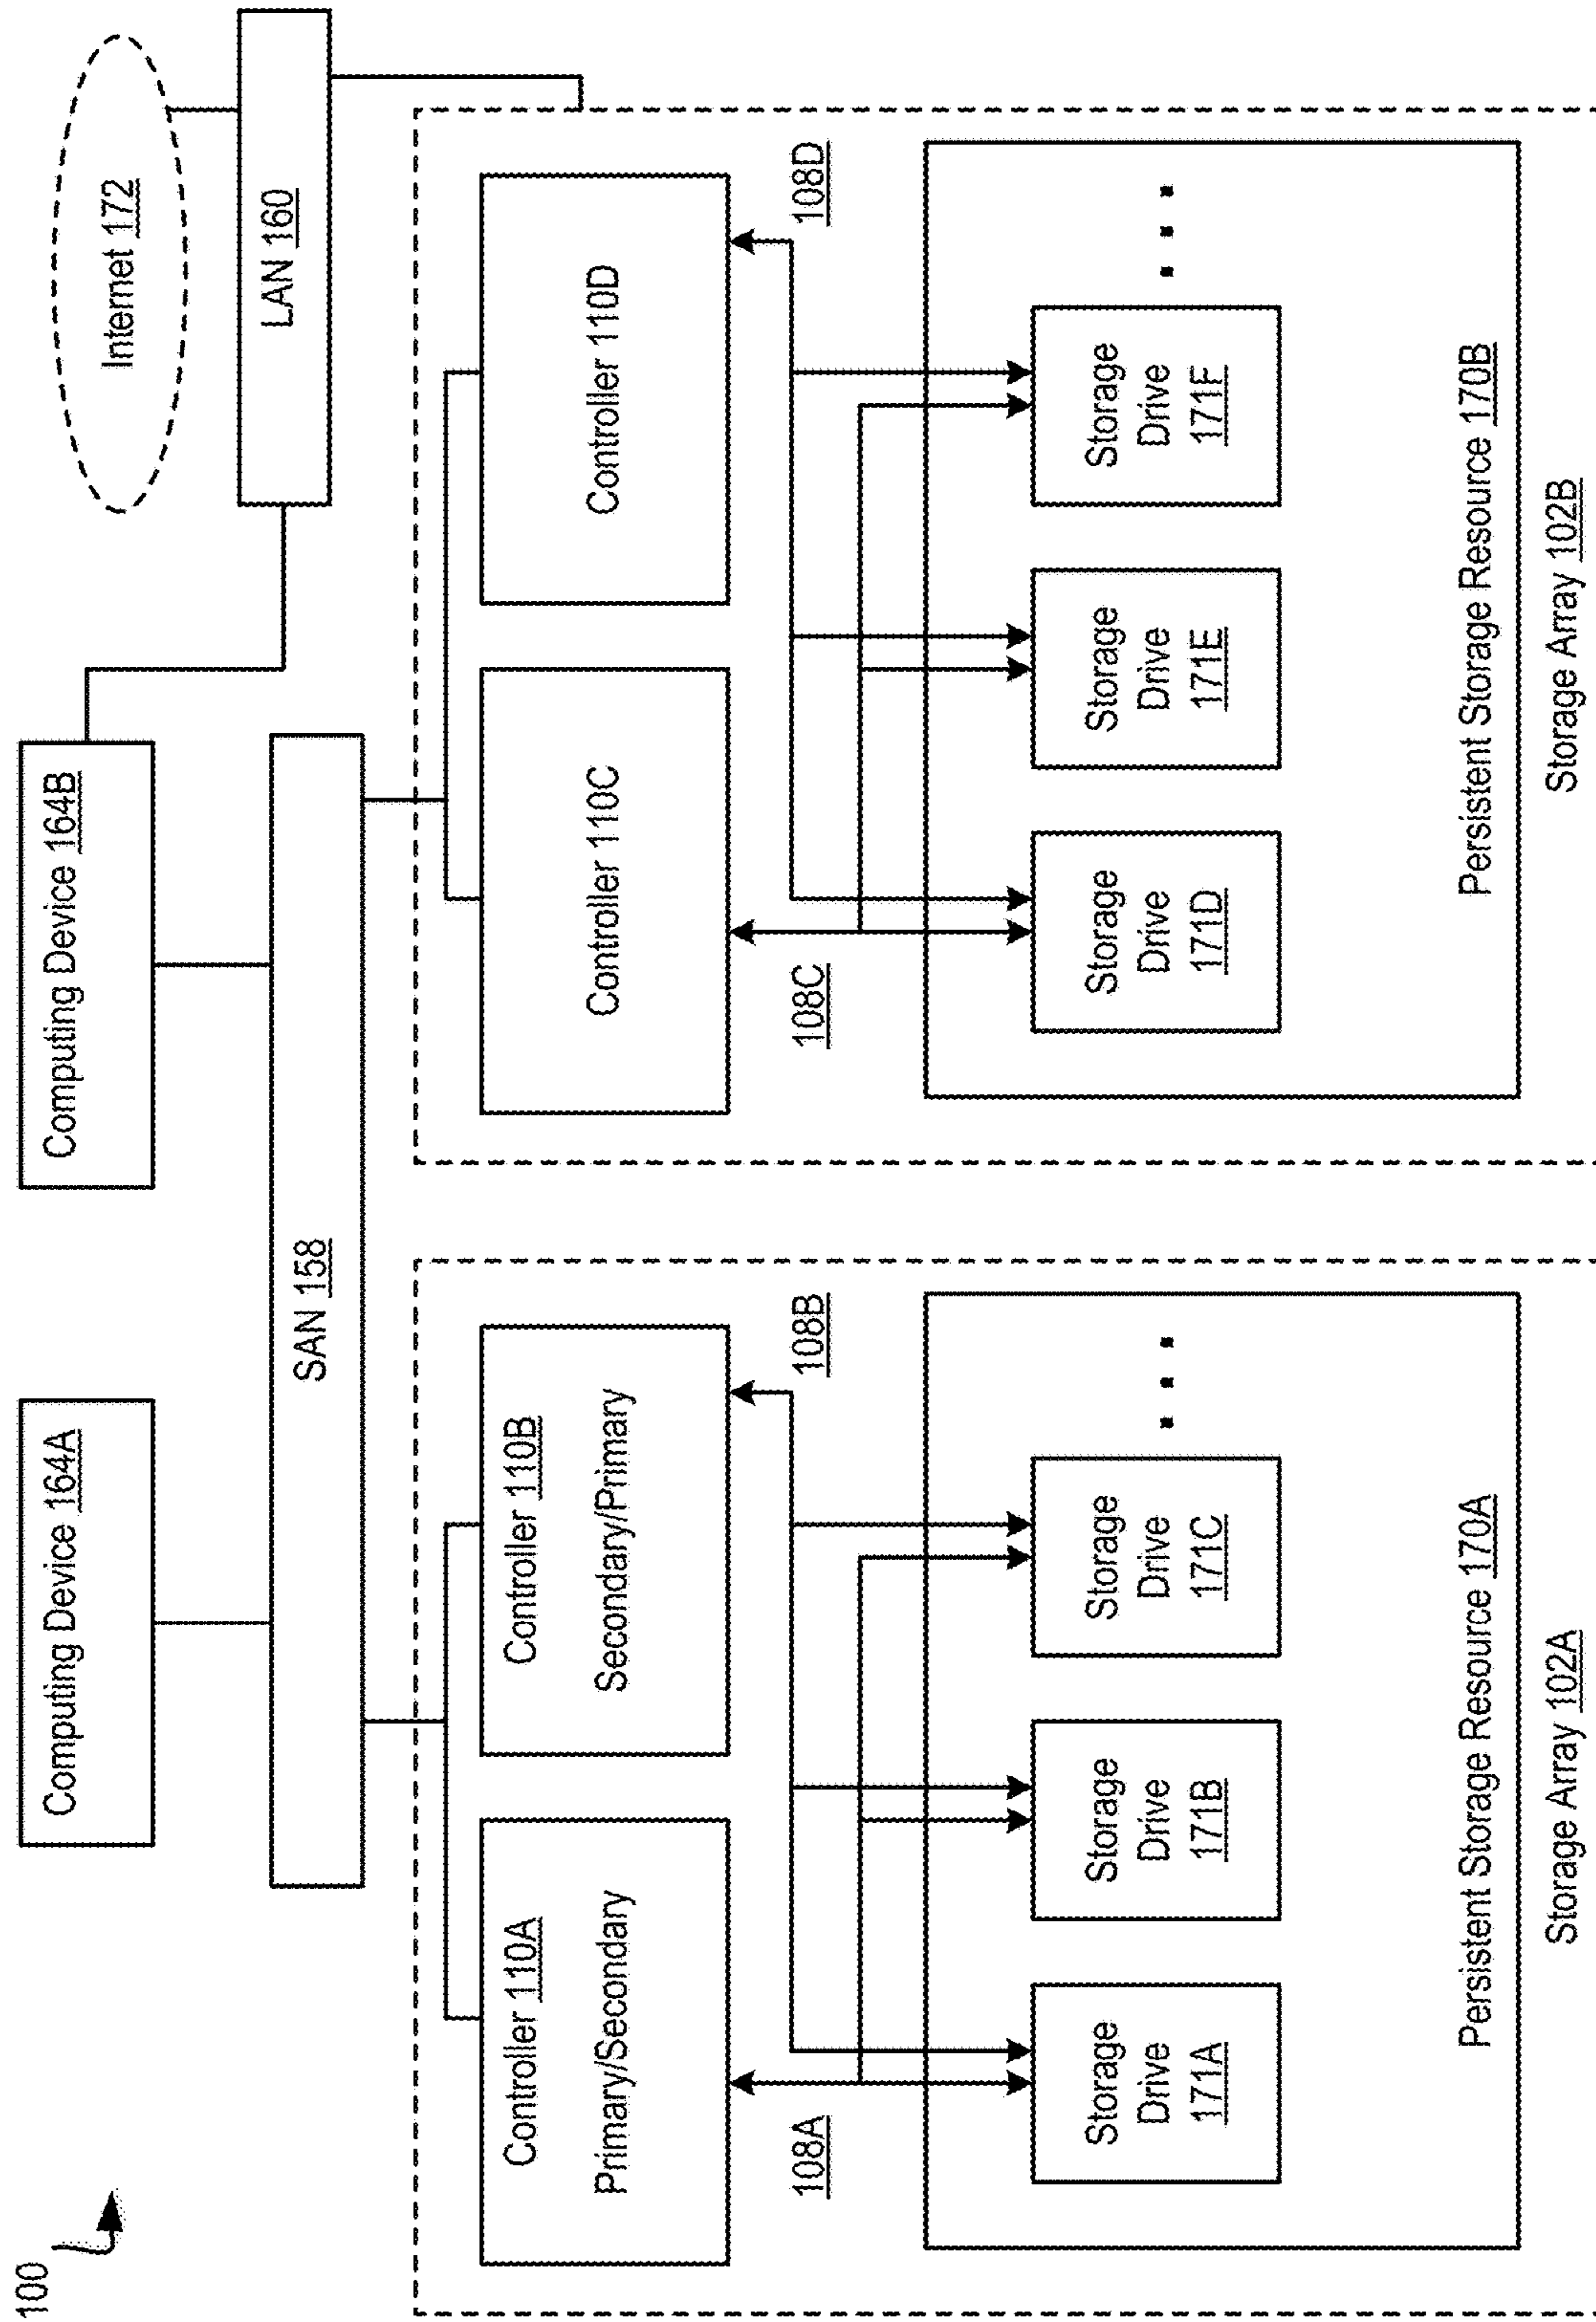 100
Computing Device 164A
Computing Device 164B
Internet 172
SAN 158
LAN 160
Controller 110A
Primary/Secondary
Controller 110B
Secondary/Primary
Controller 110C
Controller 110D
108A
108B
108C
108D
Storage
Drive
171A
Storage
Drive
171B
Storage
Drive
171C
Storage
Drive
171D
Storage
Drive
171E
Storage
Drive
171F
Persistent Storage Resource 170A
Persistent Storage Resource 170B
Storage Array 102A
Storage Array 102B